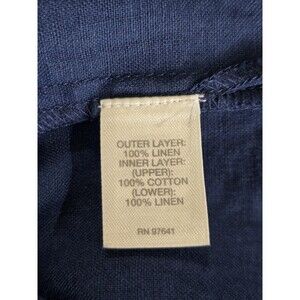 OUTER LAYER:
100% LINEN
INNER LAYER:
(UPPER):
100% COTTON
(LOWER):
100% LINEN
RN 97641